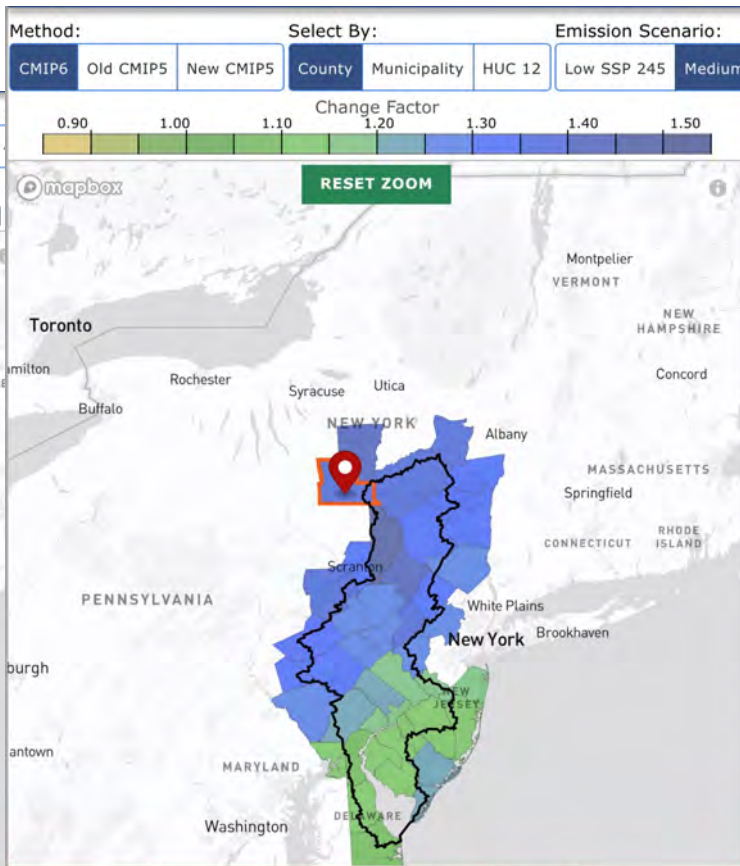 Method: Select By: Emission Scenario:
CMIP6 Old CMIP5 New CMIP5 County Municipality HUC 12 Low SSP 245 Medium
Change Factor
0.90 1.00 1.10 1.20 1.30 1.40 1.50
mapbox RESET ZOOM
Montpelier
VERMONT
NEW
HAMPSHIRE
Toronto
amilton
Concord
Rochester Syracuse Utica
Buffalo
NEW YORK
Albany
MASSACHUSETTS
Springfield
RHODE
ISLAND
CONNECTICUT
Scranton
PENNSYLVANIA
White Plains
New York Brookhaven
burgh
NEW
JERSEY
antown
MARYLAND
DELAWARE
Washington